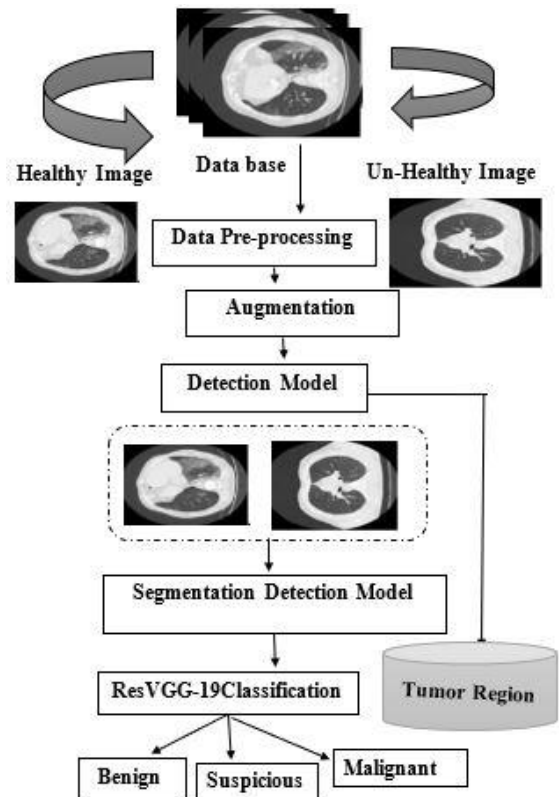 Data base
Healthy Image
Un-Healthy Image
Data Pre-processing
Augmentation
Detection Model
Segmentation Detection Model
ResVGG-19Classification
Tumor Region
Benign
Suspicious
Malignant